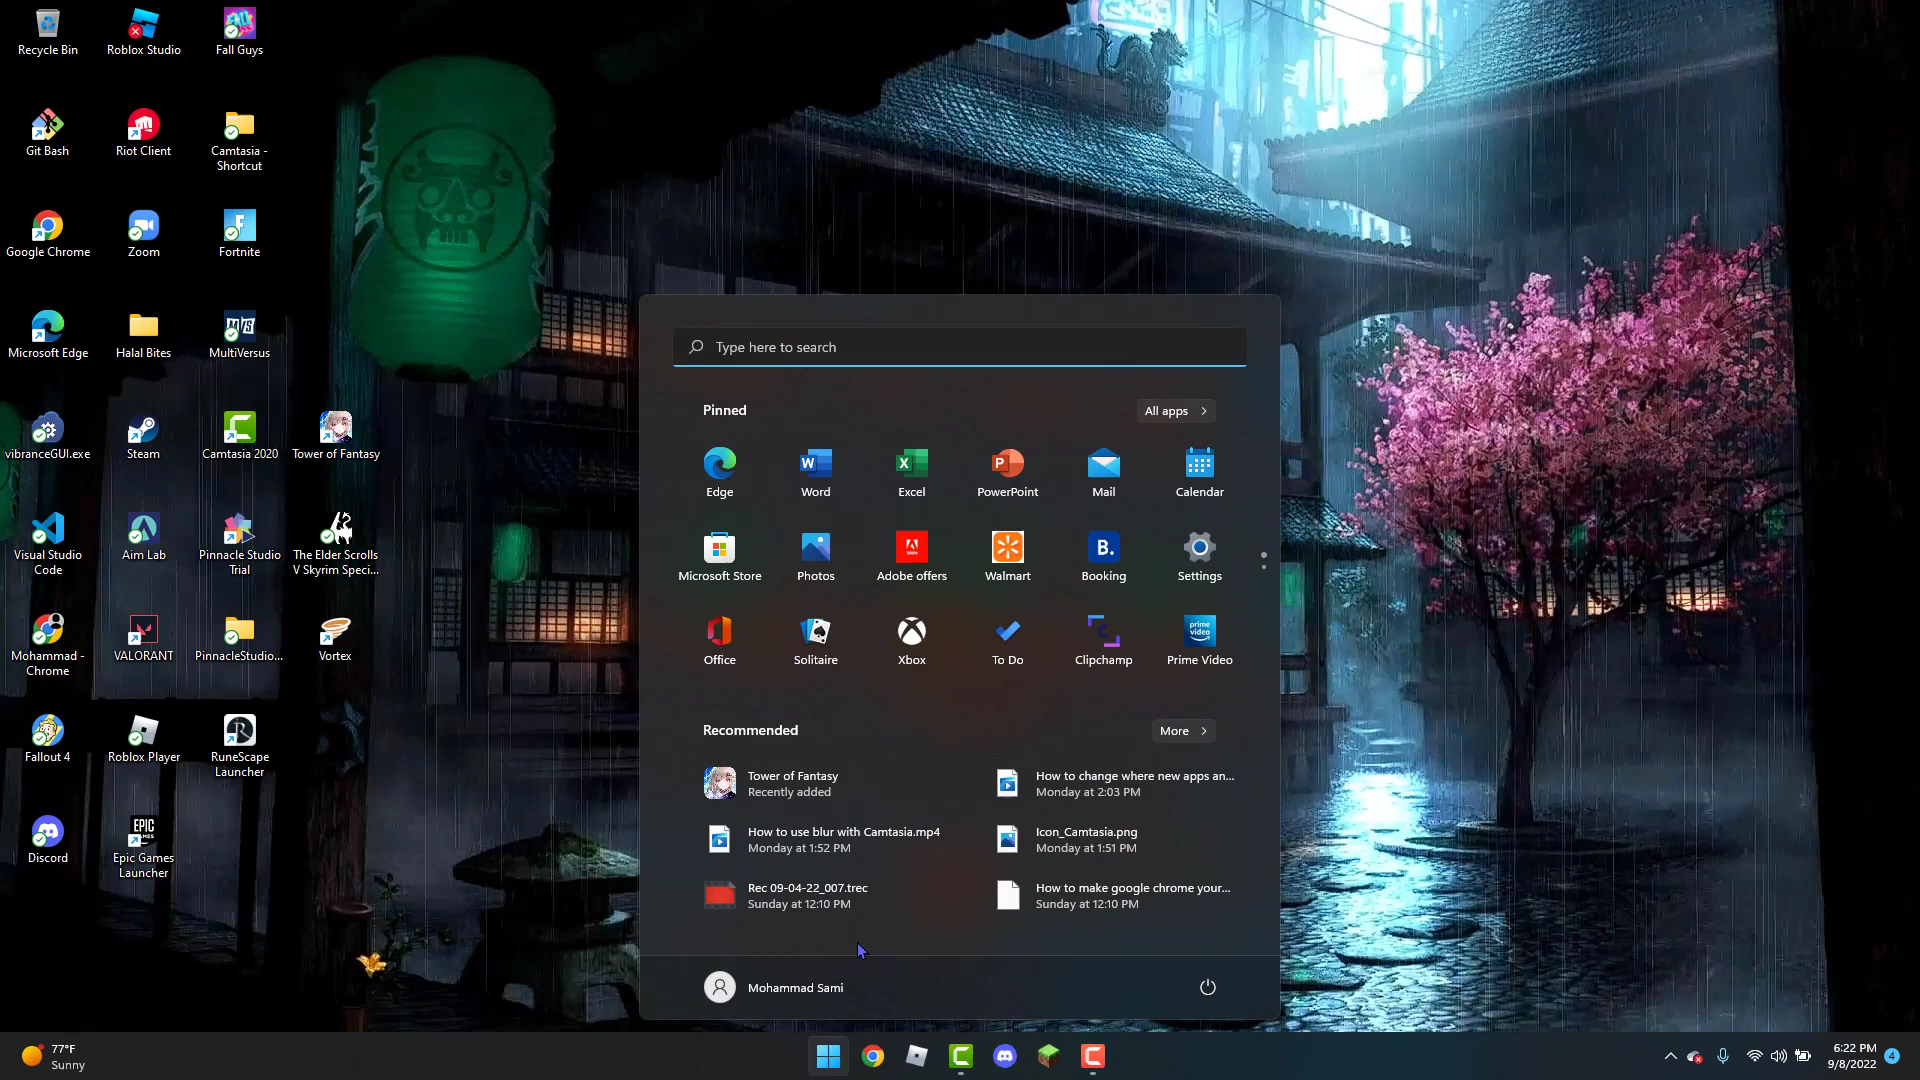 Recycle Bin
Roblox Studio
Fall Guys
Git Bash
Riot Client
Camtasia -
Shortcut
Google Chrome
Zoom
Fortnite
Microsoft Edge
Halal Bites
MultiVersus
vibranceGUI.exe
Steam
Camtasia 2020
Tower of Fantasy
Visual Studio
Code
Aim Lab
Pinnacle Studio
Trial
The Elder Scrolls
V Skyrim Speci...
Mohammad -
Chrome
VALORANT
PinnacleStudio...
Vortex
Fallout 4
Roblox Player
RuneScape
Launcher
Discord
EPIC
GAMES
Epic Games
Launcher
Type here to search
Pinned
All apps
Edge
Word
Excel
PowerPoint
Mail
Calendar
Microsoft Store
Photos
Adobe offers
Walmart
B.
Booking
Settings
Office
Solitaire
Xbox
To Do
Clipchamp
prime
video
Prime Video
Recommended
More
Tower of Fantasy
Recently added
How to change where new apps an...
Monday at 2:03 PM
How to use blur with Camtasia.mp4
Monday at 1:52 PM
Icon_Camtasia.png
Monday at 1:51 PM
Rec 09-04-22_007.trec
Sunday at 12:10 PM
How to make google chrome your...
Sunday at 12:10 PM
Mohammad Sami
77°F
Sunny
6:22 PM
9/8/2022
4